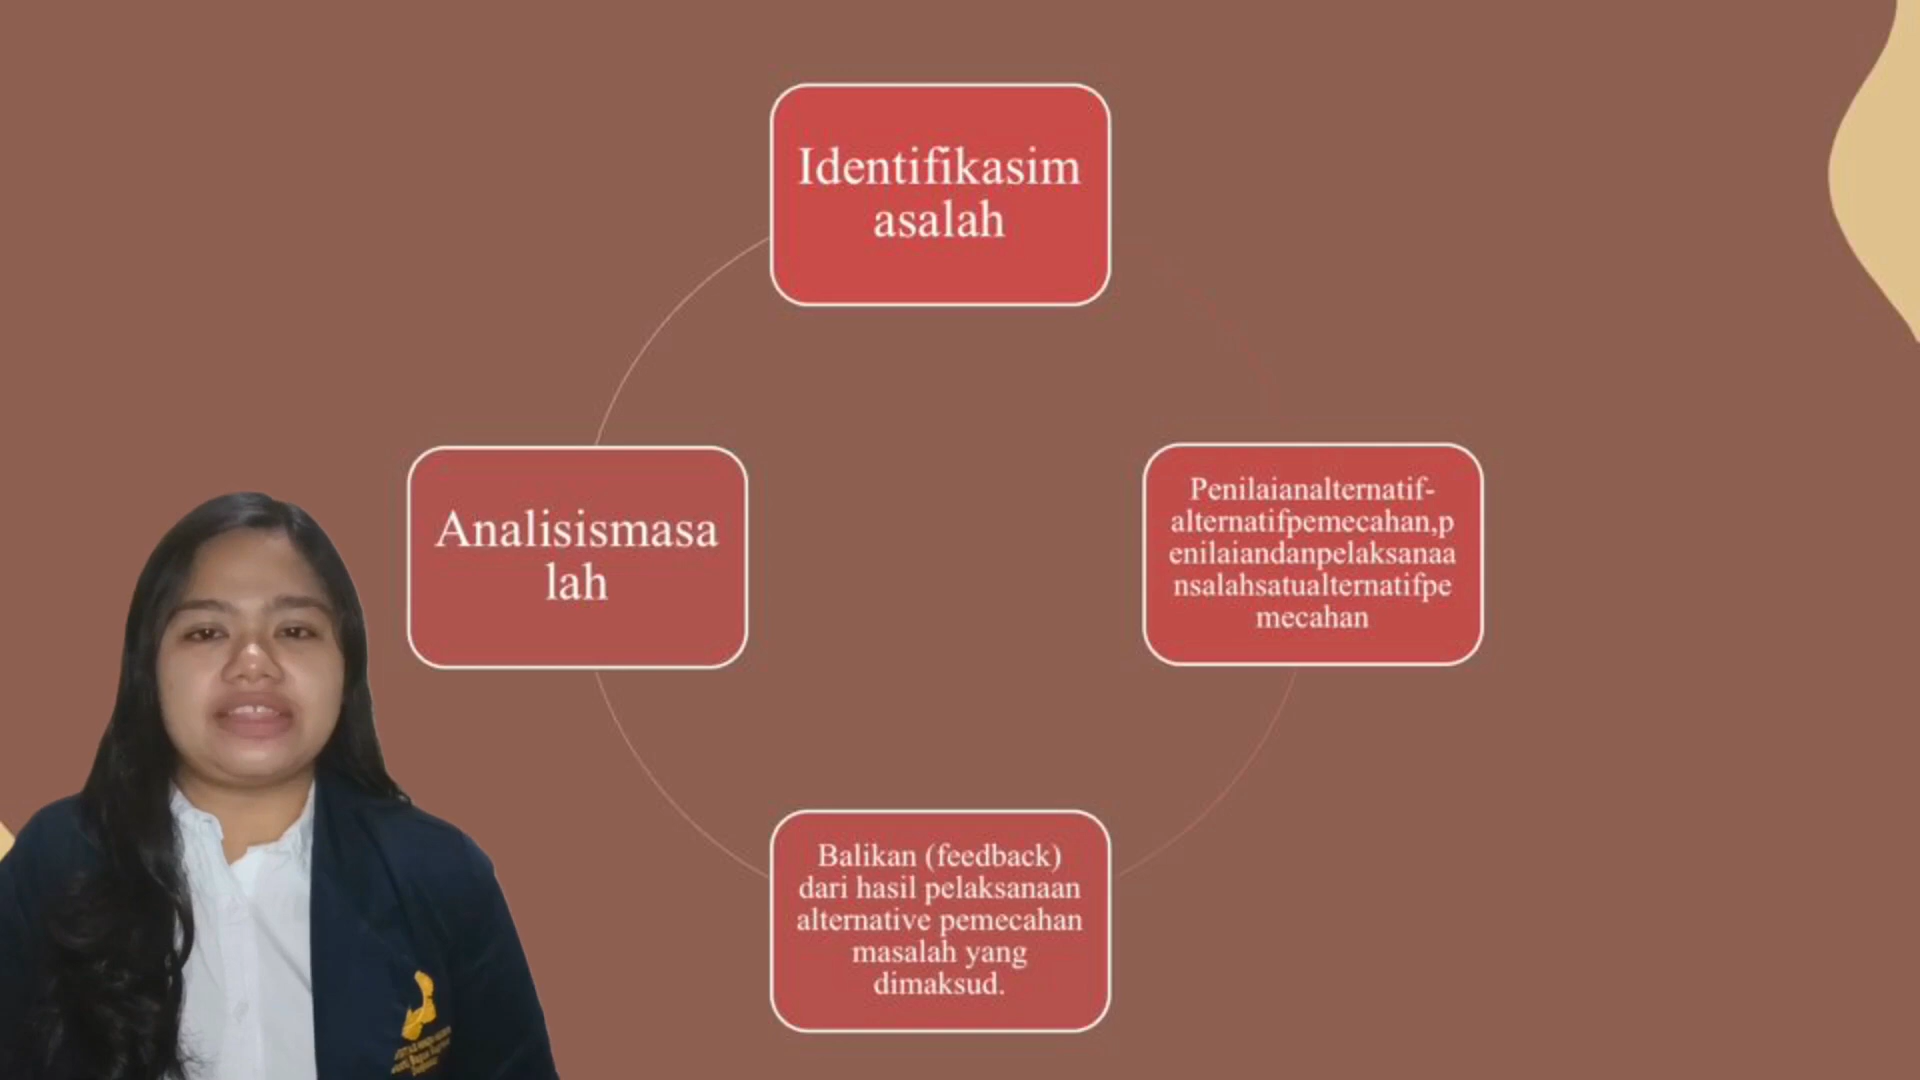 Identifikasim
asalah
Penilaianalternatif-
alternatifpemecahan,p
enilaiandanpelaksanaa
nsalahsatualternatifpe
mecahan
Balikan (feedback)
dari hasil pelaksanaan
alternative pemecahan
masalah yang
dimaksud.
Analisismasa
lah